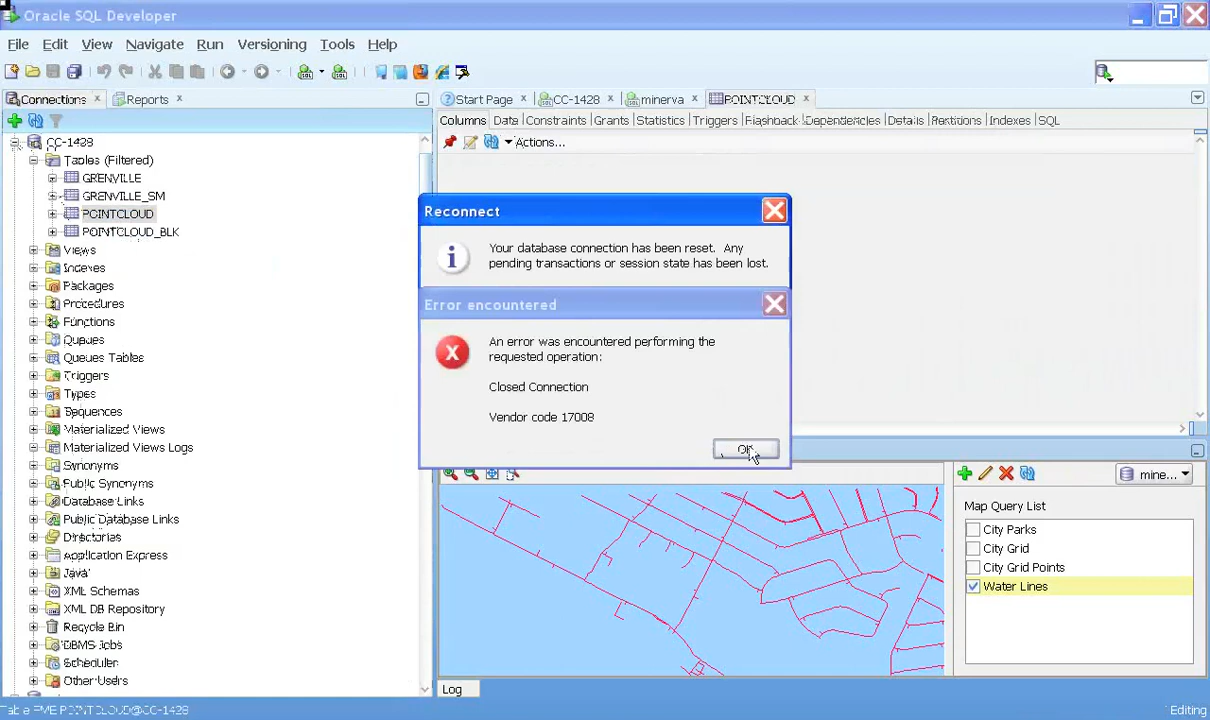 Oracle SQL Developer
File Edit View Navigate Run Versioning Tools Help
Connections Reports
Start Page CC-1428 minerva POINTCLOUD
Columns Data Constraints Grants Statistics Triggers Flashback Dependencies Details Partitions Indexes SQL
Actions...
CC-1428
Tables (Filtered)
GRENVILLE
GRENVILLE_SM
POINTCLOUD
POINTCLOUD_BLK
Views
Indexes
Packages
Procedures
Functions
Queues
Queues Tables
Triggers
Types
Sequences
Materialized Views
Materialized Views Logs
Synonyms
Public Synonyms
Database Links
Public Database Links
Directories
Application Express
Java
XML Schemas
XML DB Repository
Recycle Bin
DBMS Jobs
Scheduler
Other Users
Reconnect
Your database connection has been reset. Any
pending transactions or session state has been lost.
Error encountered
An error was encountered performing the
requested operation:
Closed Connection
Vendor code 17008
OK
mine...
Map Query List
City Parks
City Grid
City Grid Points
Water Lines
Log
Table FME.POINTCLOUD@CC-1428
Editing